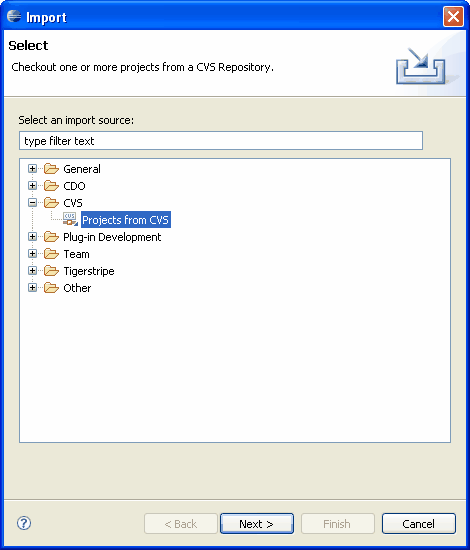 Import
Select
Checkout one or more projects from a CVS Repository.
Select an import source:
type filter text
General
CDO
CVS
CVS Projects from CVS
Plug-in Development
Team
Tigerstripe
Other
? < Back Next > Finish Cancel